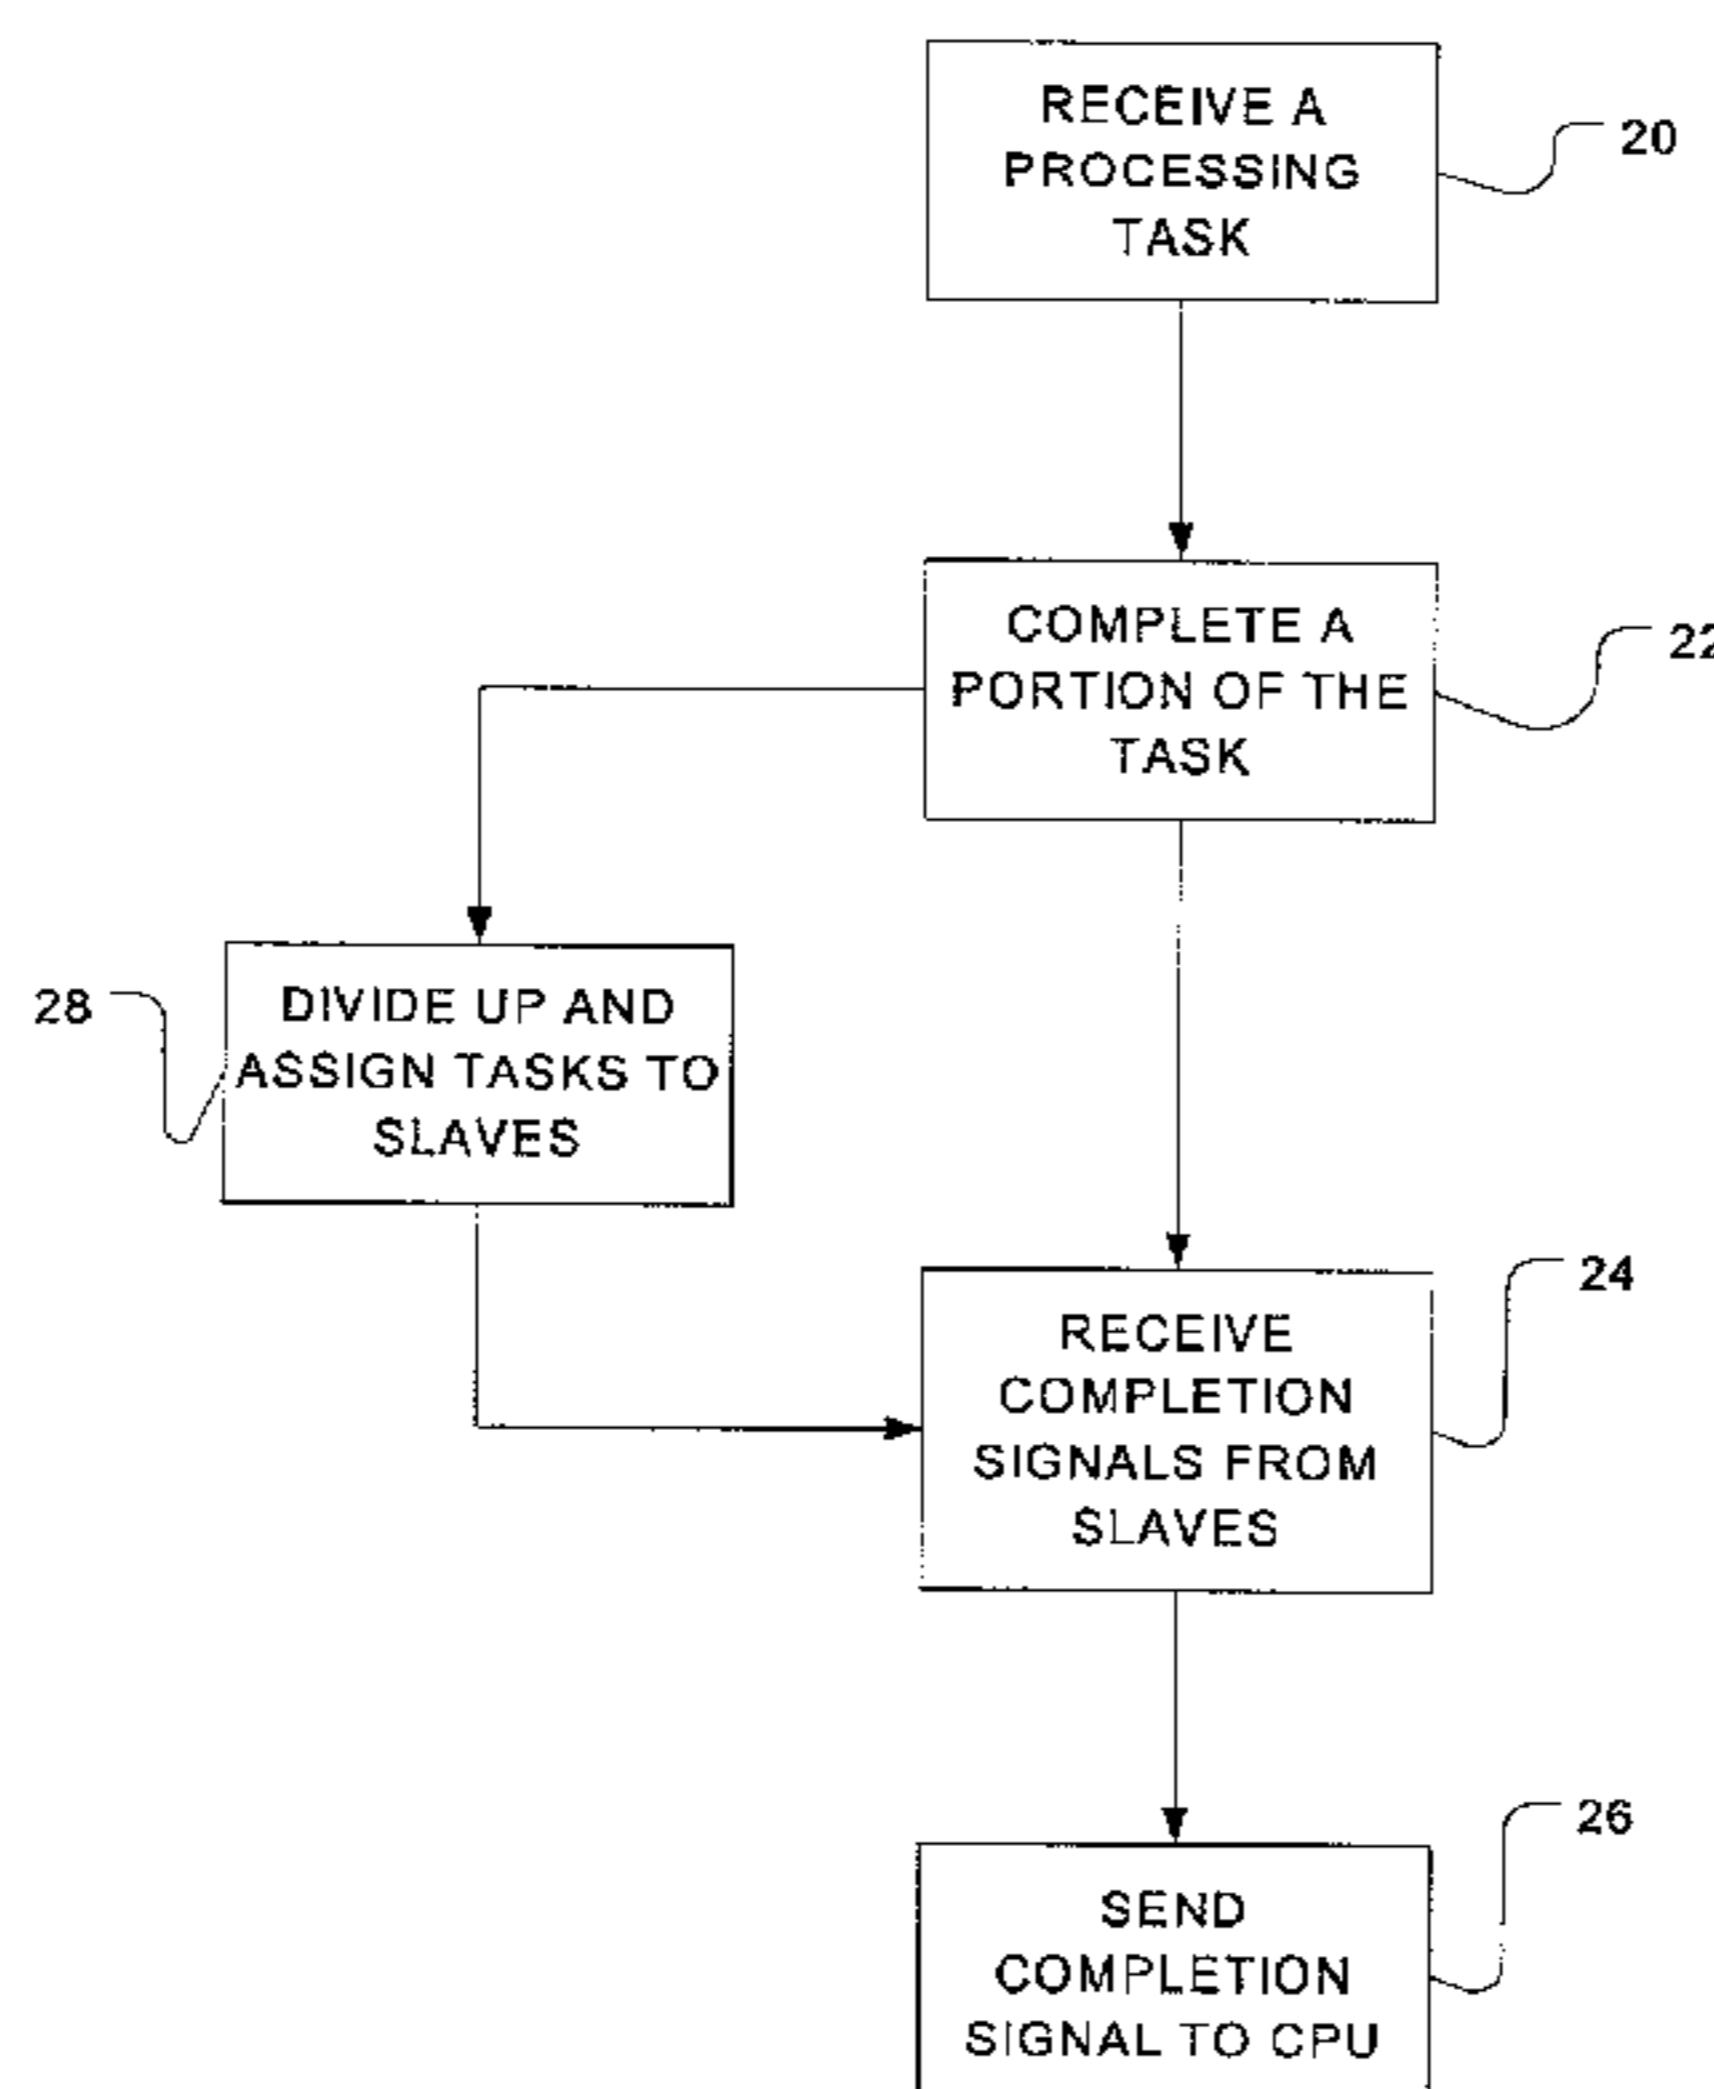 RECEIVE A
PROCESSING
TASK
20
COMPLETE A
PORTION OF THE
TASK
22
28
DIVIDE UP AND
ASSIGN TASKS TO
SLAVES
24
RECEIVE
COMPLETION
SIGNALS FROM
SLAVES
26
SEND
COMPLETION
SIGNAL TO CPU